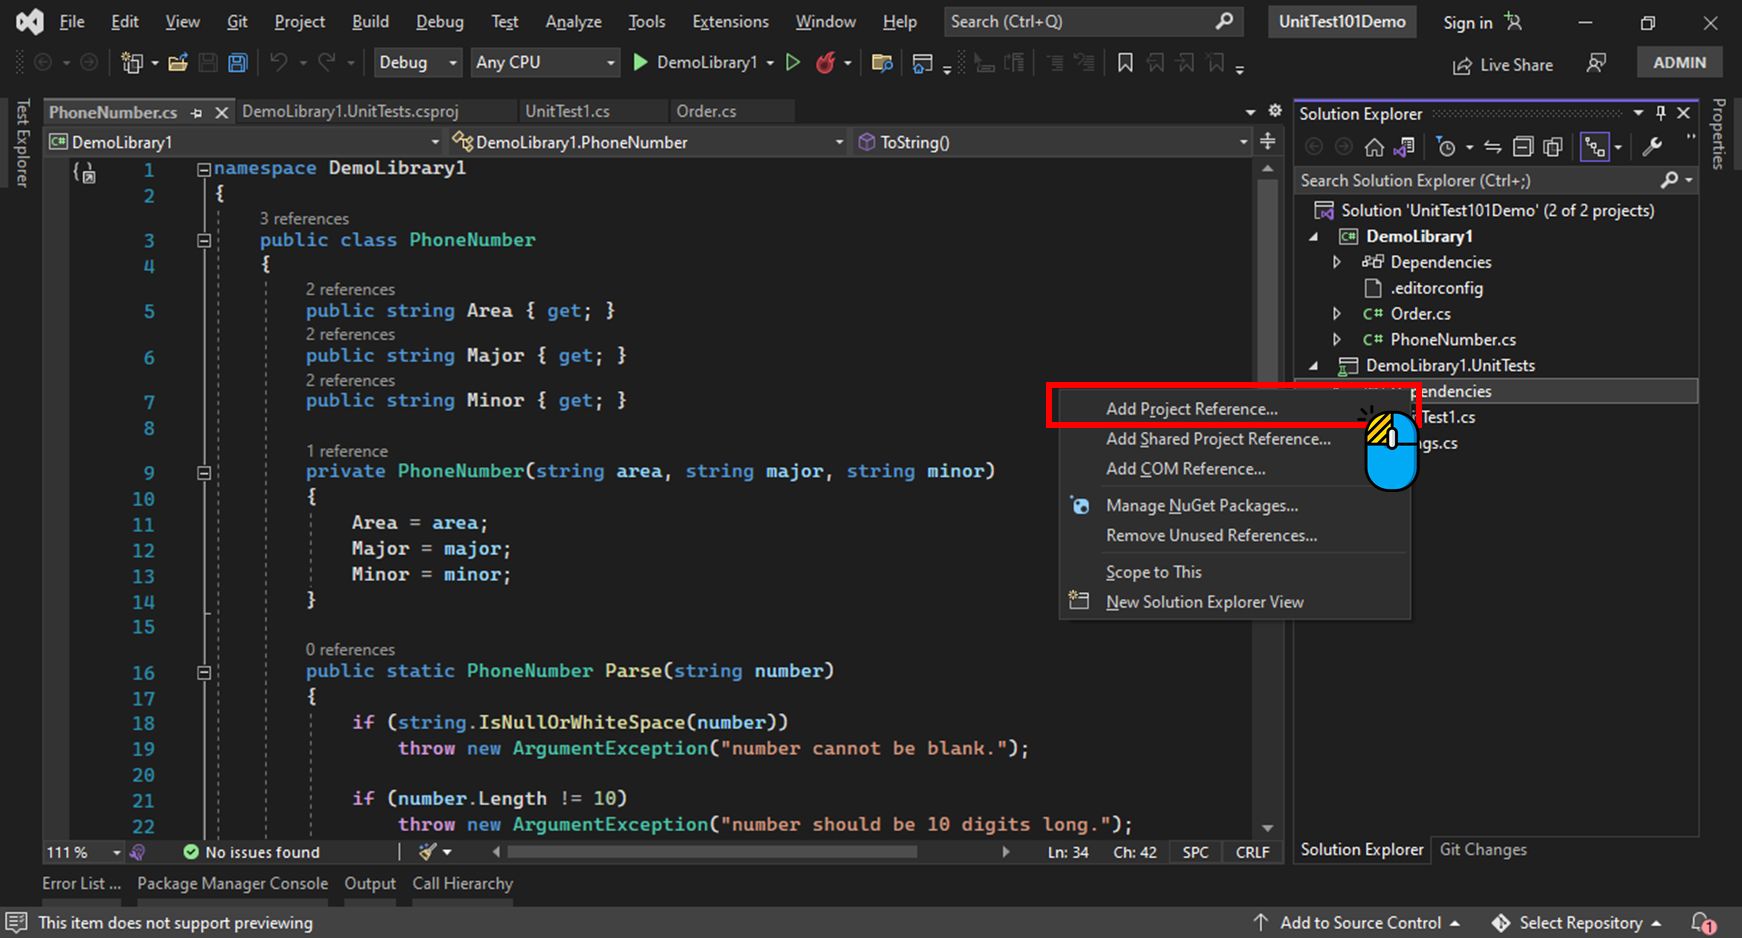 File Edit View Git Project Build Debug Test Analyze Tools Extensions Window Help Search (Ctrl+Q) UnitTest101Demo Sign in
Debug Any CPU DemoLibrary1 Live Share ADMIN
Test Explorer
PhoneNumber.cs DemoLibrary1.UnitTests.csproj UnitTest1.cs Order.cs
C# DemoLibrary1 DemoLibrary1.PhoneNumber ToString()
1 namespace DemoLibrary1
2 {
3 references
3 public class PhoneNumber
4 {
2 references
5 public string Area { get; }
2 references
6 public string Major { get; }
2 references
7 public string Minor { get; }
8
1 reference
9 private PhoneNumber(string area, string major, string minor)
10 {
11 Area = area;
12 Major = major;
13 Minor = minor;
14 }
15
0 references
16 public static PhoneNumber Parse(string number)
17 {
18 if (string.IsNullOrWhiteSpace(number))
19 throw new ArgumentException("number cannot be blank.");
20
21 if (number.Length != 10)
22 throw new ArgumentException("number should be 10 digits long.");
111 % No issues found Ln: 34 Ch: 42 SPC CRLF
Add Project Reference...
Add Shared Project Reference...
Add COM Reference...
Manage NuGet Packages...
Remove Unused References...
Scope to This
New Solution Explorer View
Solution Explorer
Search Solution Explorer (Ctrl+;)
Solution 'UnitTest101Demo' (2 of 2 projects)
C# DemoLibrary1
Dependencies
.editorconfig
C# Order.cs
C# PhoneNumber.cs
DemoLibrary1.UnitTests
pendencies
Test1.cs
gs.cs
Solution Explorer Git Changes
Properties
Error List ... Package Manager Console Output Call Hierarchy
This item does not support previewing Add to Source Control Select Repository 1